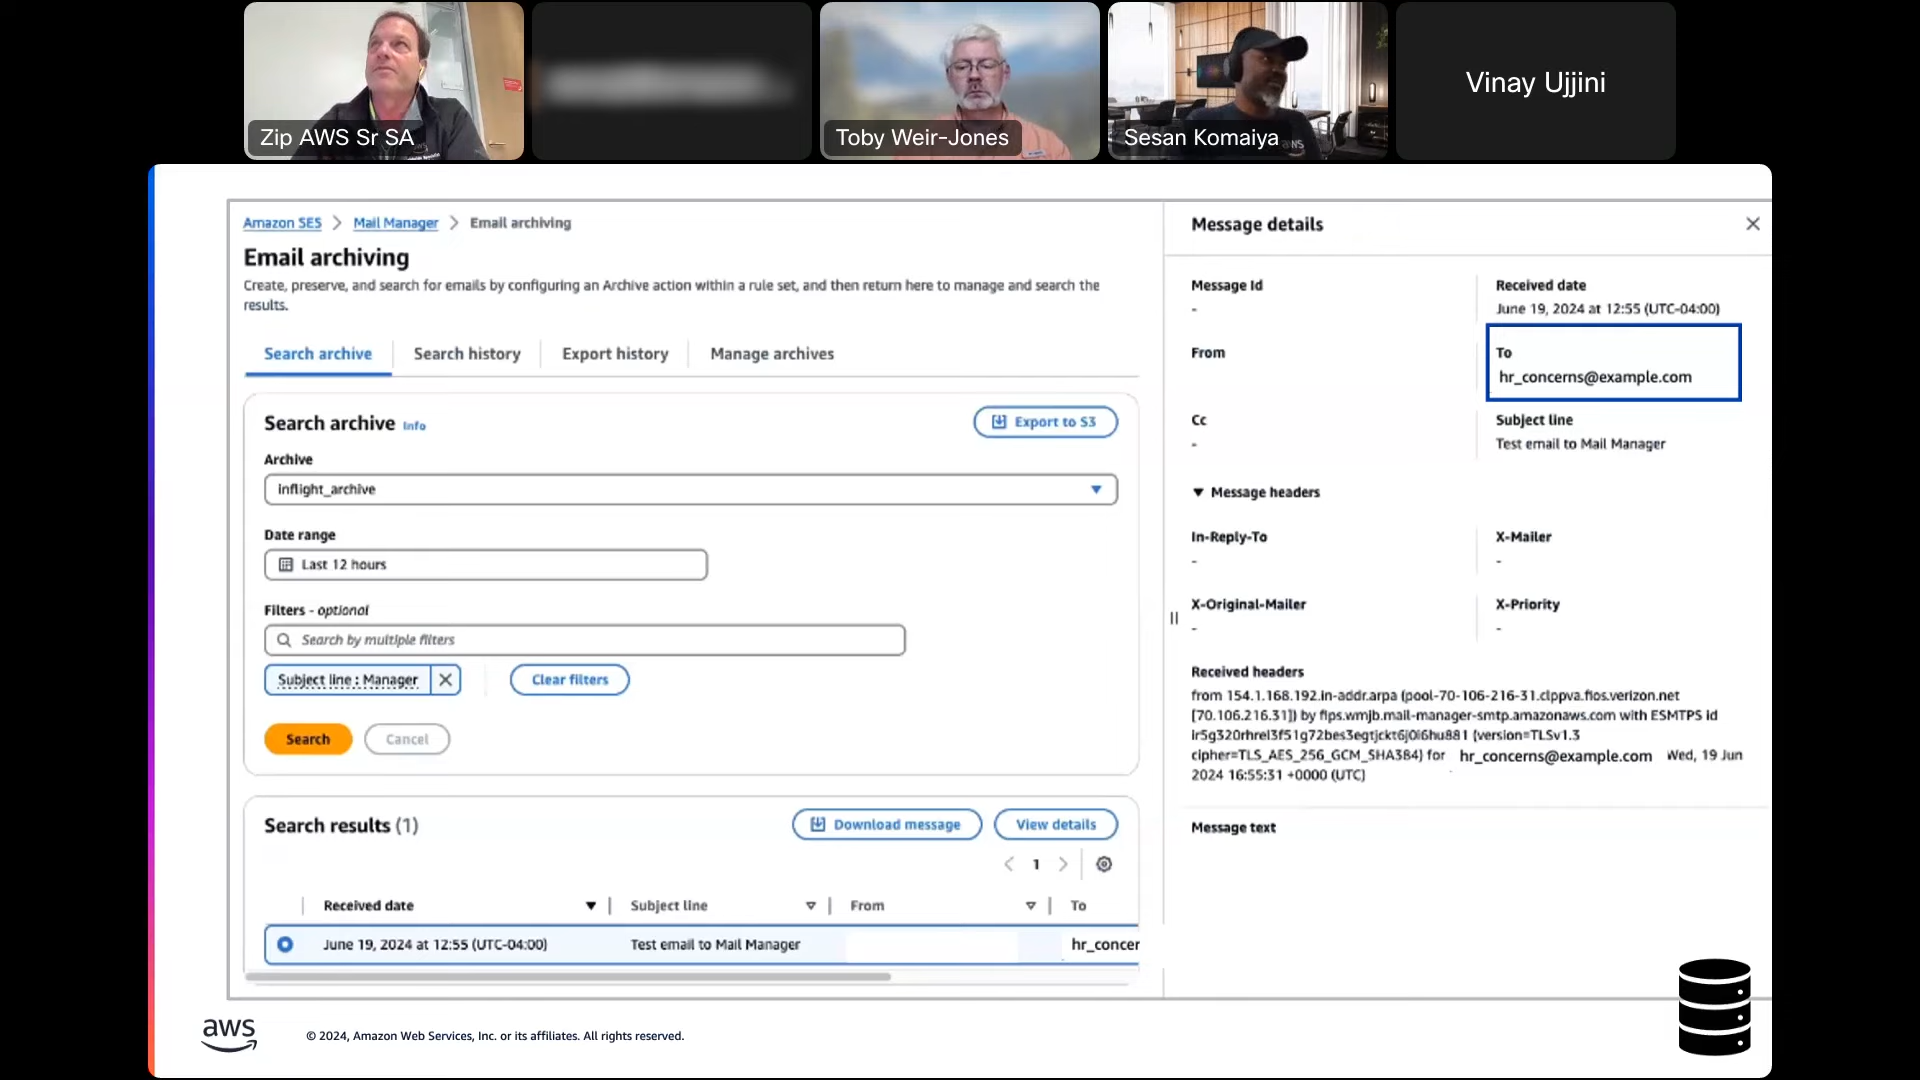 Zip AWS Sr SA
Toby Weir-Jones
Sesan Komaiya
aws
Vinay Ujjini
Amazon SES > Mail Manager > Email archiving
Email archiving
Create, preserve, and search for emails by configuring an Archive action within a rule set, and then return here to manage and search the
results.
Search archive
Search history
Export history
Manage archives
Search archive Info
Export to S3
Archive
inflight_archive
Date range
Last 12 hours
Filters - optional
Search by multiple filters
Subject line : Manager
Clear filters
Search
Cancel
Search results (1)
Download message
View details
1
Received date
Subject line
From
To
June 19, 2024 at 12:55 (UTC-04:00)
Test email to Mail Manager
hr_concer
Message details
Message Id
-
Received date
June 19, 2024 at 12:55 (UTC-04:00)
From
To
hr_concerns@example.com
Cc
-
Subject line
Test email to Mail Manager
Message headers
In-Reply-To
-
X-Mailer
-
X-Original-Mailer
-
X-Priority
-
Received headers
from 154.1.168.192.in-addr.arpa (pool-70-106-216-31.clppva.fios.verizon.net
[70.106.216.31]) by fips.wmjb.mail-manager-smtp.amazonaws.com with ESMTPS id
ir5g320rhrel3f51g72bes3egtjckt6j0i6hu881 (version=TLSv1.3
cipher=TLS_AES_256_GCM_SHA384) for hr_concerns@example.com Wed, 19 Jun
2024 16:55:31 +0000 (UTC)
Message text
aws
© 2024, Amazon Web Services, Inc. or its affiliates. All rights reserved.